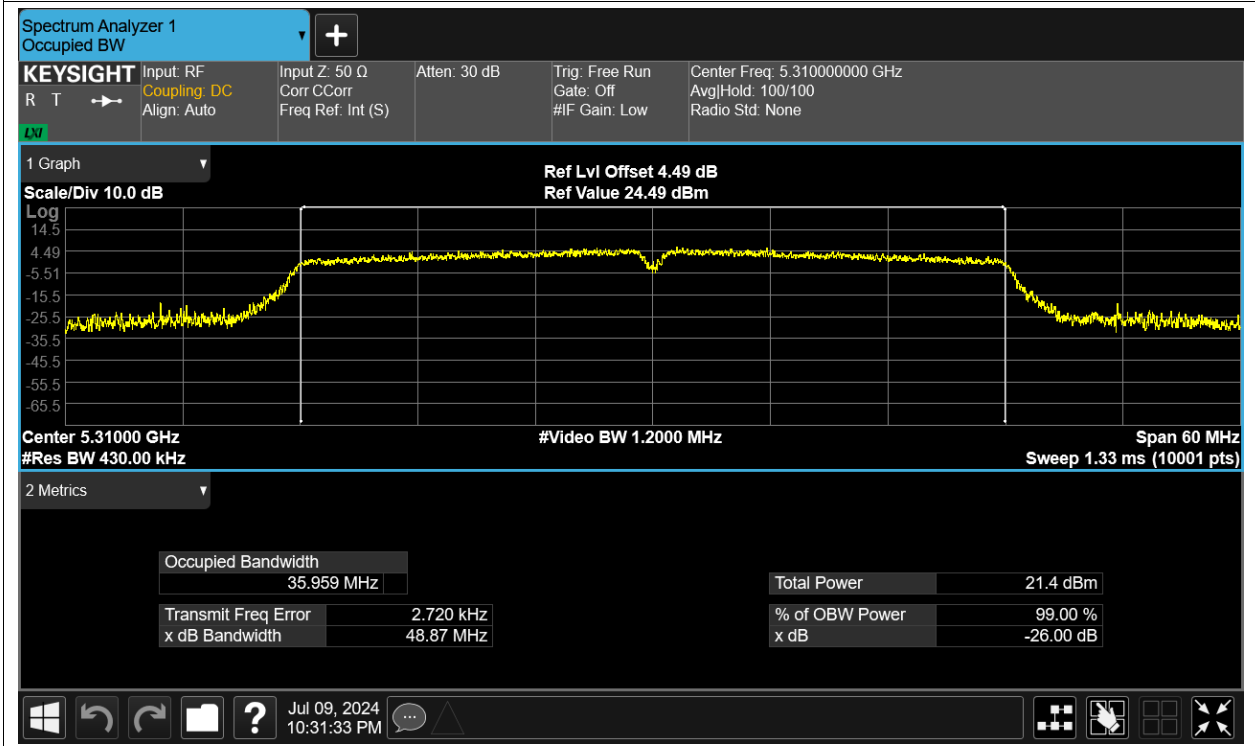 Spectrum Analyzer 1
Occupied BW
KEYSIGHT
R T
LXI
Input: RF
Coupling: DC
Align: Auto
Input Z: 50 Ω
Corr CCorr
Freq Ref: Int (S)
Atten: 30 dB
Trig: Free Run
Gate: Off
#IF Gain: Low
Center Freq: 5.310000000 GHz
Avg|Hold: 100/100
Radio Std: None
1 Graph
Scale/Div 10.0 dB
Ref Lvl Offset 4.49 dB
Ref Value 24.49 dBm
Log
14.5
4.49
-5.51
-15.5
-25.5
-35.5
-45.5
-55.5
-65.5
Center 5.31000 GHz
#Video BW 1.2000 MHz
Span 60 MHz
#Res BW 430.00 kHz
Sweep 1.33 ms (10001 pts)
2 Metrics
Occupied Bandwidth
35.959 MHz
Total Power 21.4 dBm
Transmit Freq Error 2.720 kHz
% of OBW Power 99.00 %
x dB Bandwidth 48.87 MHz
x dB -26.00 dB
?
Jul 09, 2024
10:31:33 PM